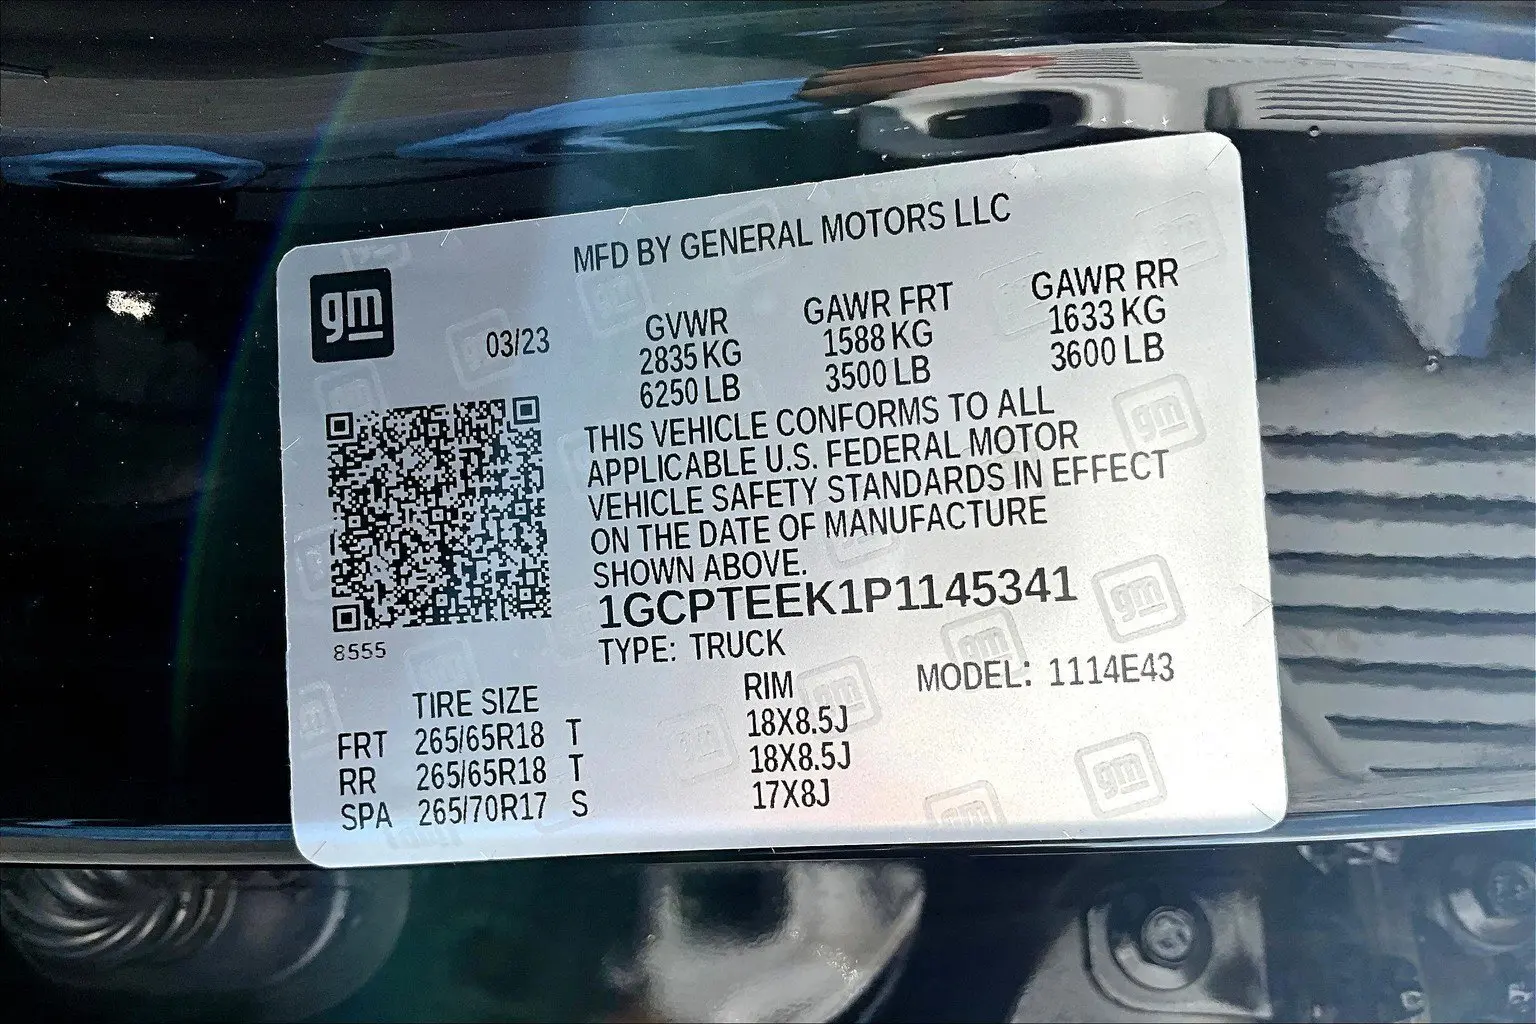 MFD BY GENERAL MOTORS LLC
gm
03/23
GVWR GAWR FRT GAWR RR
2835 KG 1588 KG 1633 KG
6250 LB 3500 LB 3600 LB
THIS VEHICLE CONFORMS TO ALL
APPLICABLE U.S. FEDERAL MOTOR
VEHICLE SAFETY STANDARDS IN EFFECT
ON THE DATE OF MANUFACTURE
SHOWN ABOVE.
1GCPTEEK1P1145341
8555
TYPE: TRUCK MODEL: 1114E43
TIRE SIZE RIM
FRT 265/65R18 T 18X8.5J
RR 265/65R18 T 18X8.5J
SPA 265/70R17 S 17X8J